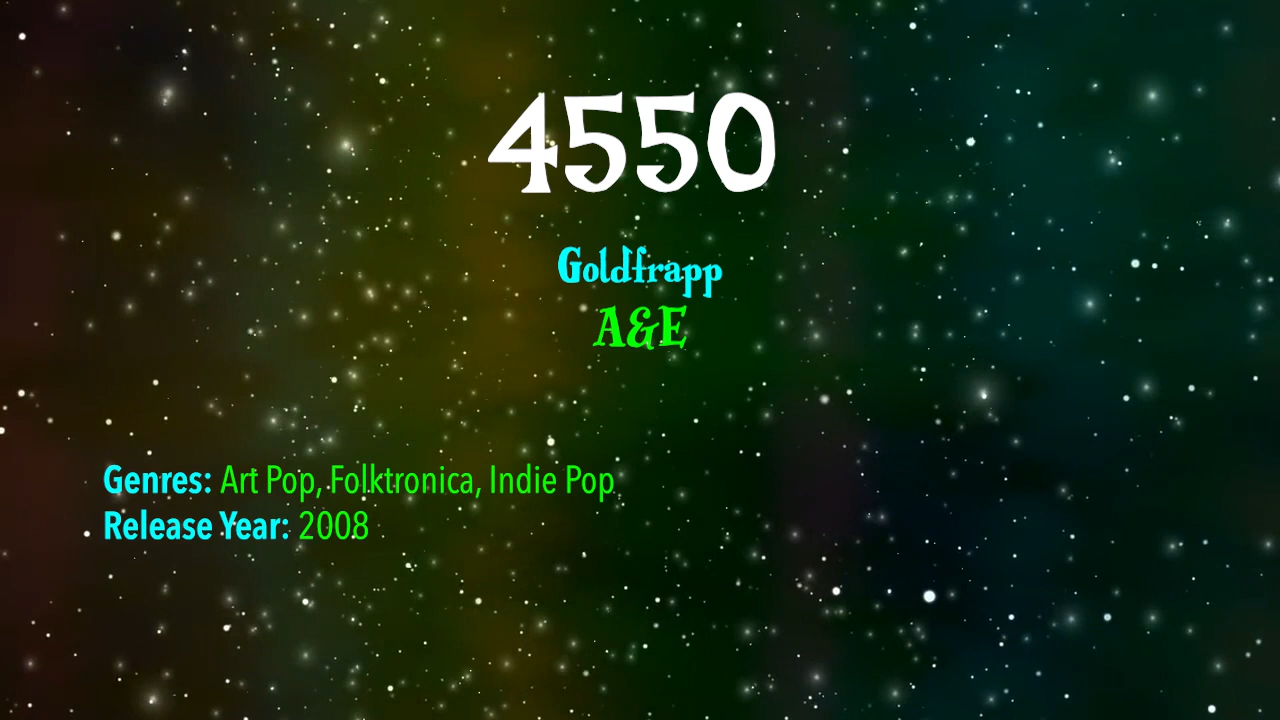 4550
Goldfrapp
A&E
Genres: Art Pop, Folktronica, Indie Pop
Release Year: 2008